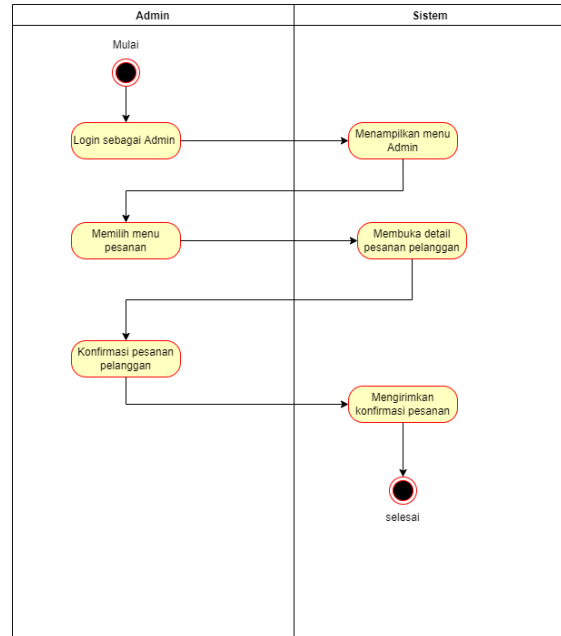 Admin
Sistem
Mulai
Login sebagai Admin
Menampilkan menu
Admin
Memilih menu
pesanan
Membuka detail
pesanan pelanggan
Konfirmasi pesanan
pelanggan
Mengirimkan
konfirmasi pesanan
selesai